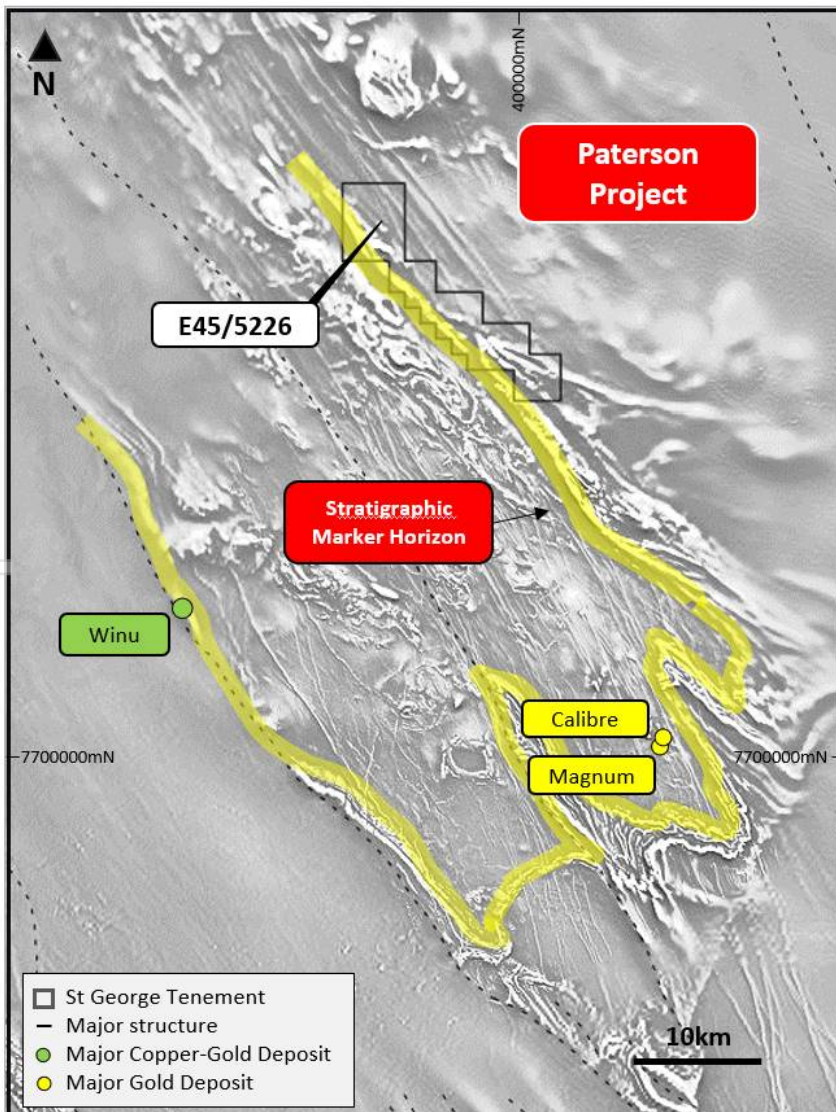 N
400000mN
Paterson
Project
E45/5226
Stratigraphic
Marker Horizon
Winu
Calibre
Magnum
7700000mN
7700000mN
St George Tenement
Major structure
Major Copper-Gold Deposit
Major Gold Deposit
10km